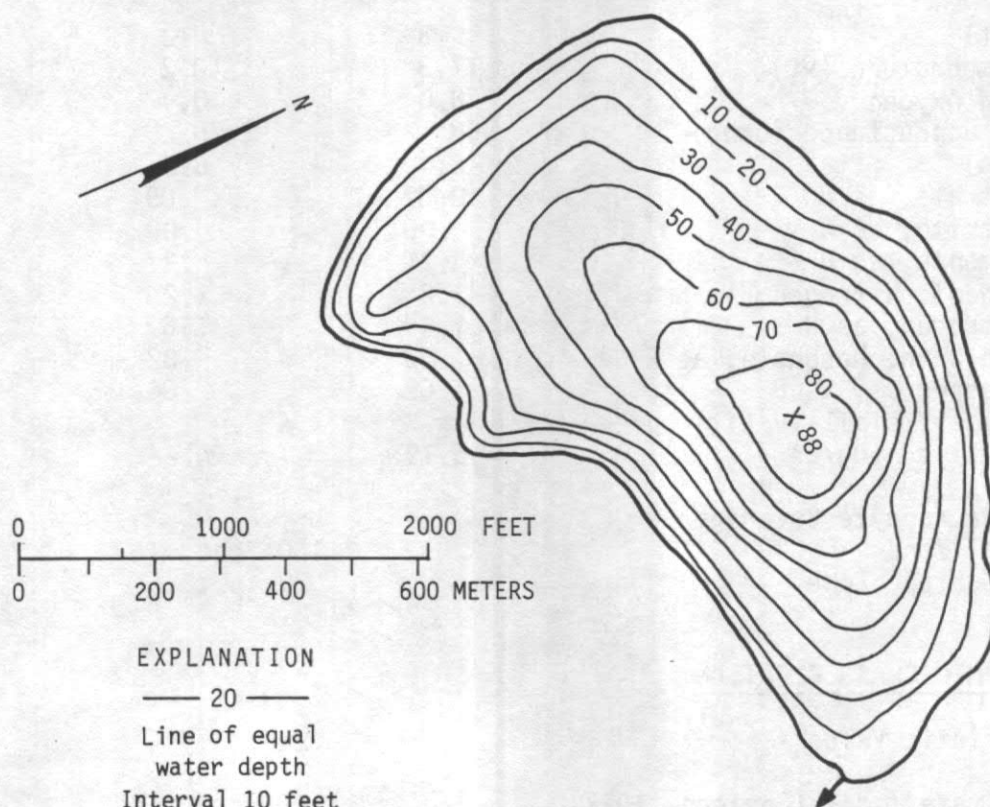 N
10
20
30
40
50
60
70
80
X 88
0 1000 2000 FEET
0 200 400 600 METERS
EXPLANATION
20
Line of equal
water depth
Interval 10 feet